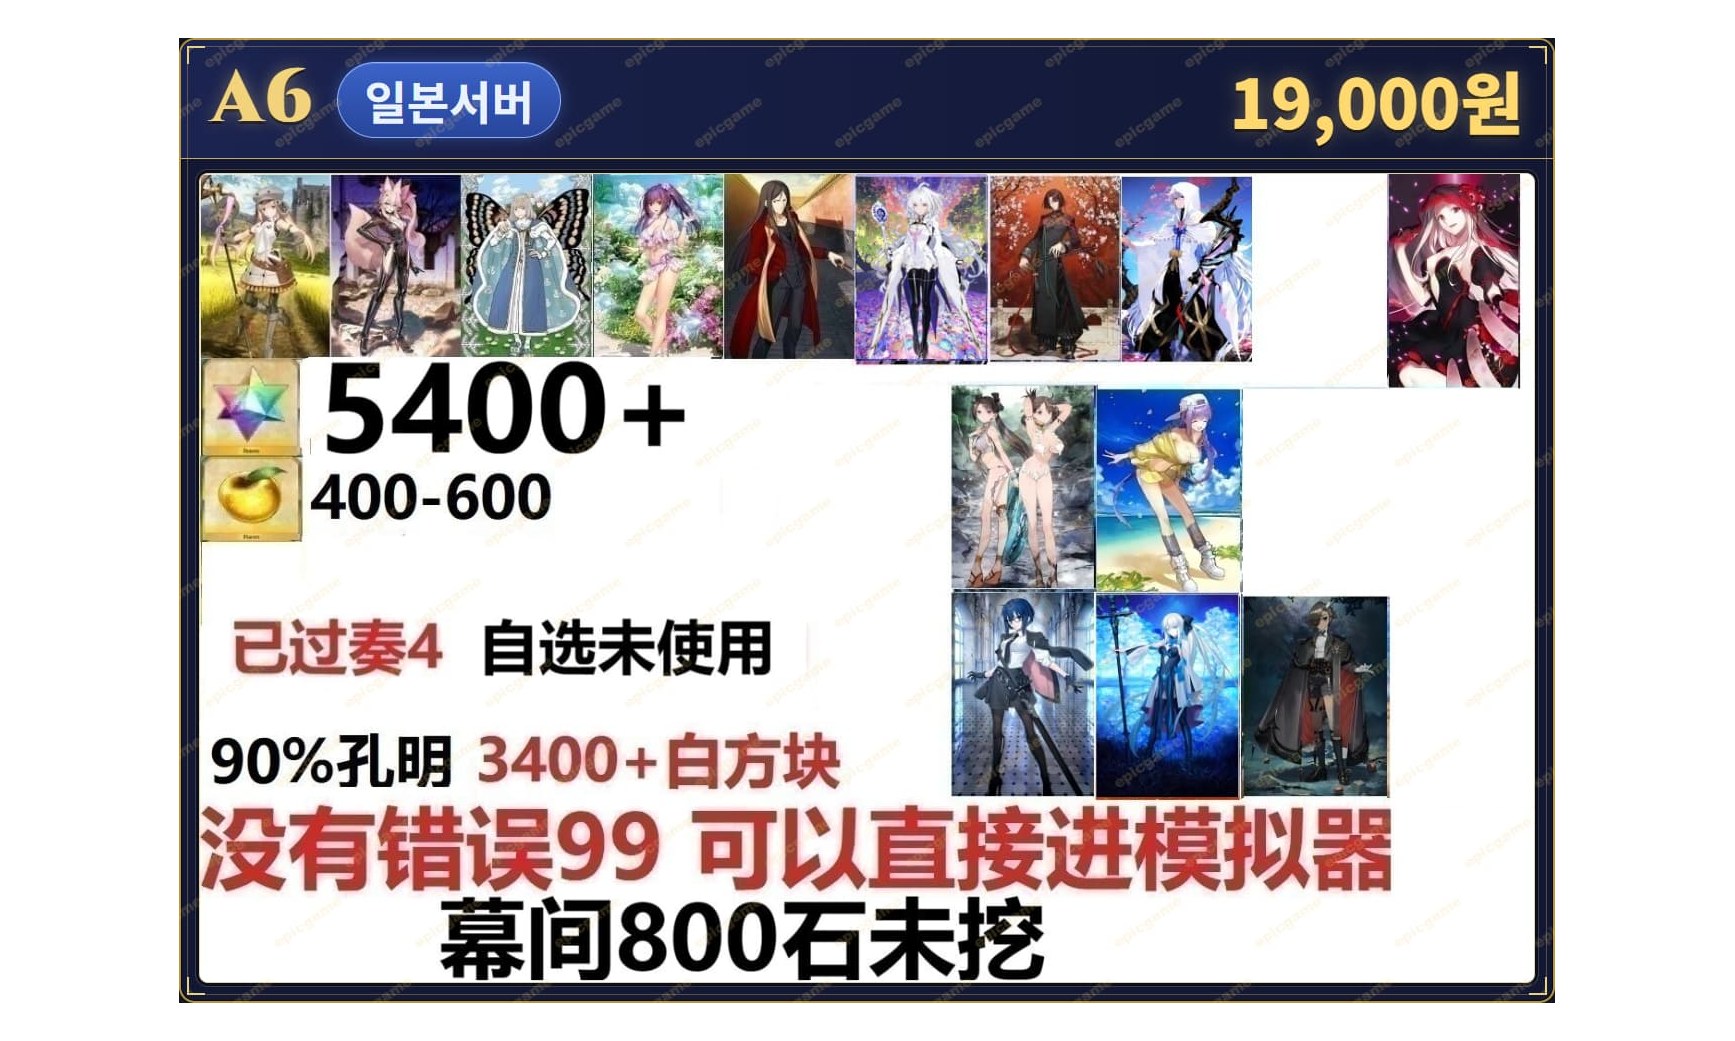 A6 일본서버 19,000원
5400+
400-600
已过奏4 自选未使用
90%孔明 3400+白方块
没有错误99 可以直接进模拟器
幕间800石未挖
epicgame